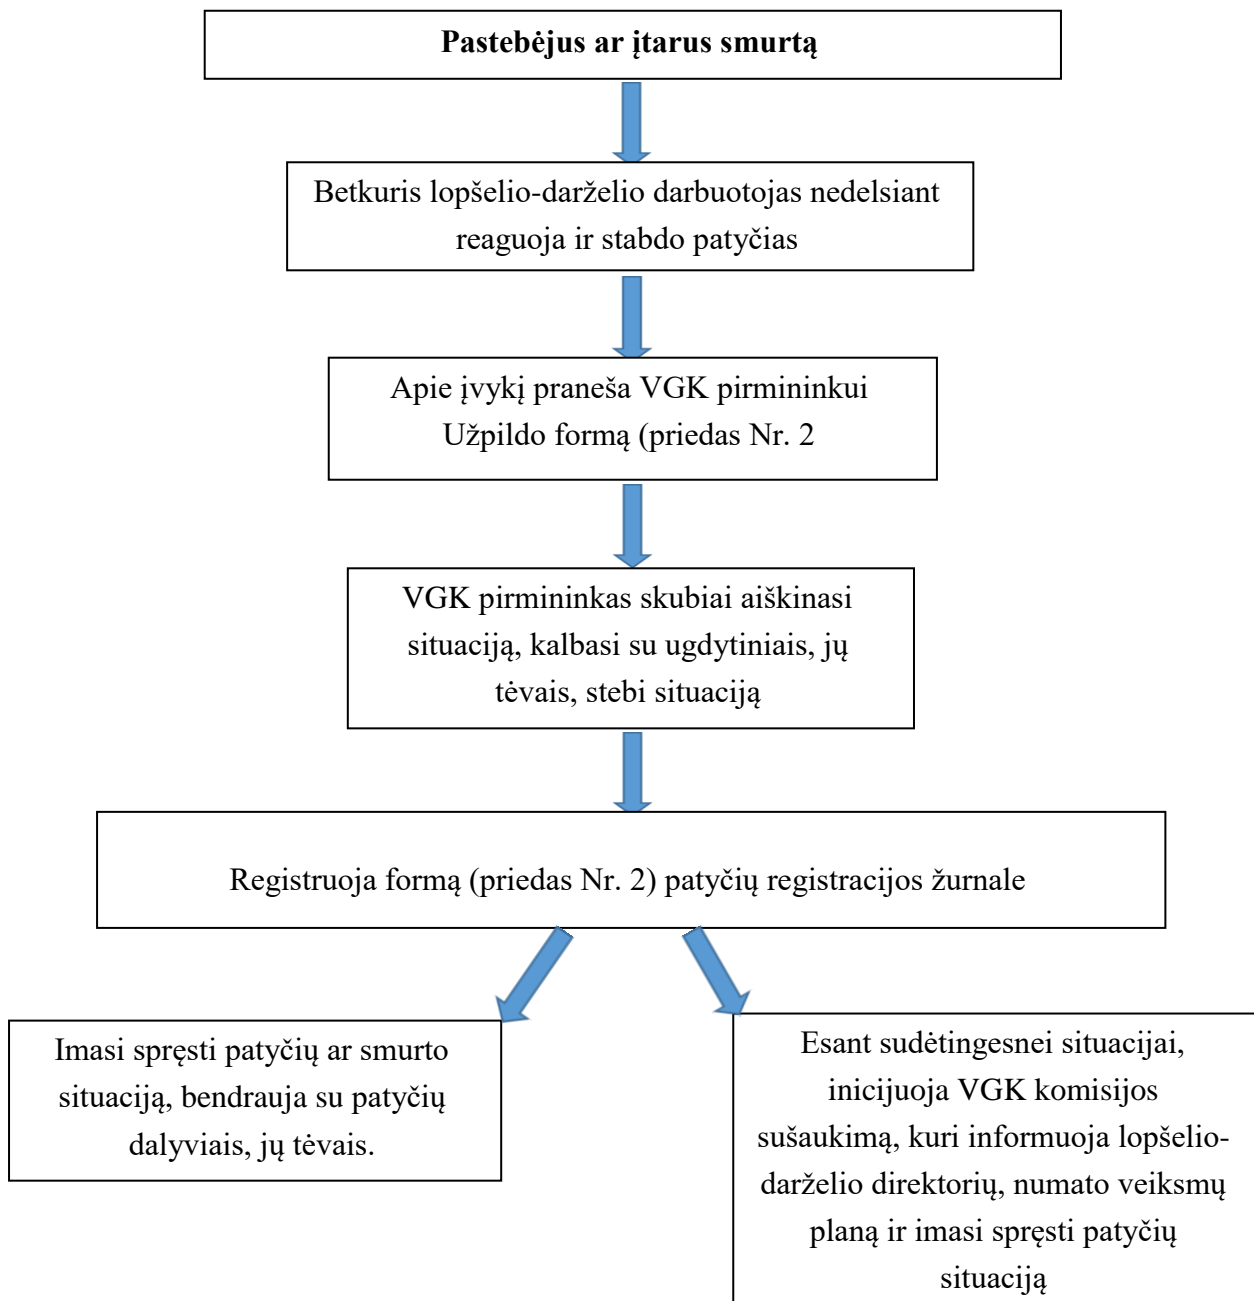 Pastebėjus ar įtarus smurtą
Betkuris lopšelio-darželio darbuotojas nedelsiant
reaguoja ir stabdo patyčias
Apie įvykį praneša VGK pirmininkui
Užpildo formą (priedas Nr. 2
VGK pirmininkas skubiai aiškinasi
situaciją, kalbasi su ugdytiniais, jų
tėvais, stebi situaciją
Registruoja formą (priedas Nr. 2) patyčių registracijos žurnale
Imasi spręsti patyčių ar smurto
situaciją, bendrauja su patyčių
dalyviais, jų tėvais.
Esant sudėtingesnei situacijai,
inicijuoja VGK komisijos
sušaukimą, kuri informuoja lopšelio-
darželio direktorių, numato veiksmų
planą ir imasi spręsti patyčių
situaciją